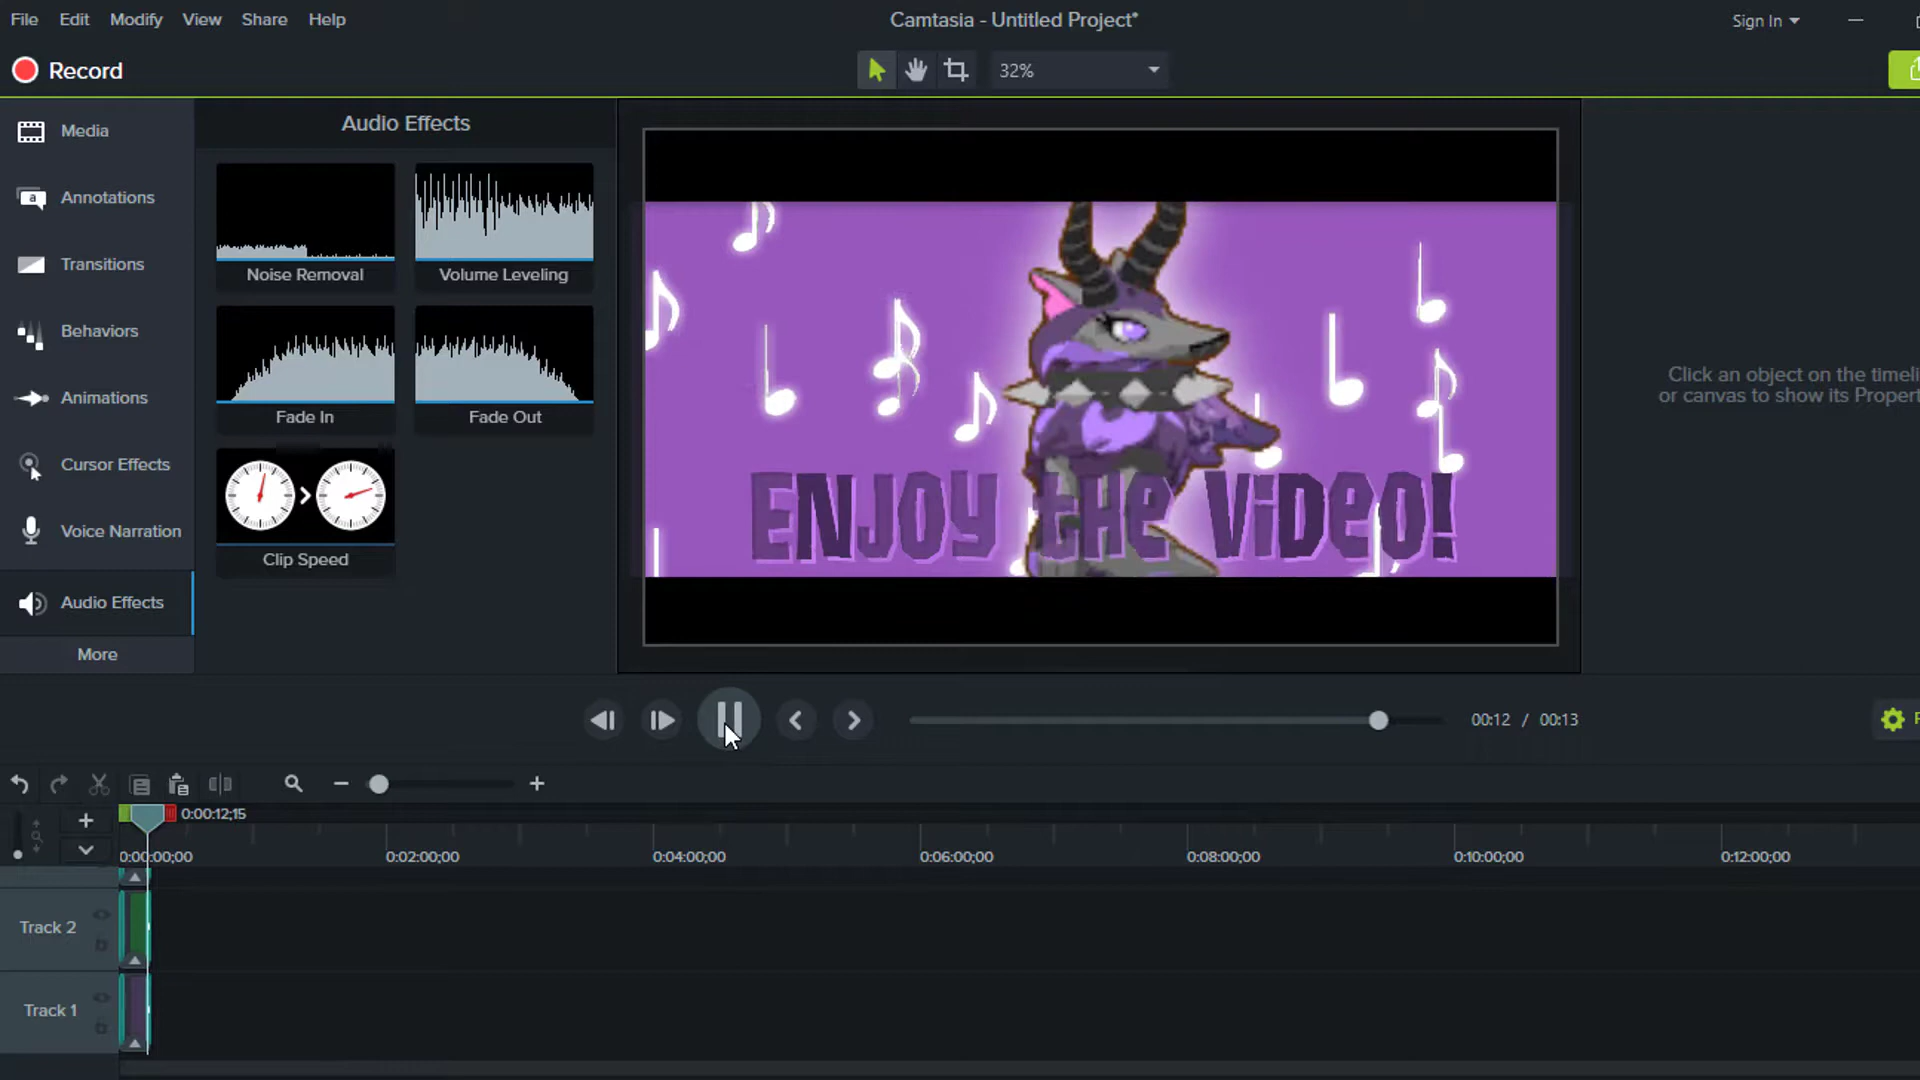 File Edit Modify View Share Help
Camtasia - Untitled Project*
Sign In
Record
32%
Media
Annotations
Transitions
Behaviors
Animations
Cursor Effects
Voice Narration
Audio Effects
More
Audio Effects
Noise Removal
Volume Leveling
Fade In
Fade Out
Clip Speed
ENJOY the VIDEO!
Click an object on the timeli
or canvas to show its Propert
00:12 / 00:13
0:00:12;15
0:00:00;00 0:02:00;00 0:04:00;00 0:06:00;00 0:08:00;00 0:10:00;00 0:12:00;00
Track 2
Track 1